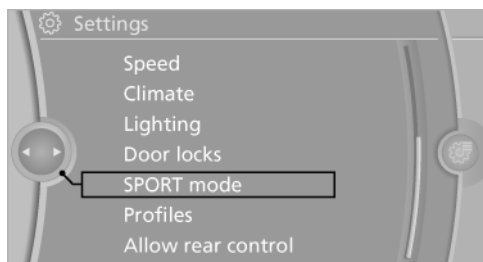 Settings
Speed
Climate
Lighting
Door locks
SPORT mode
Profiles
Allow rear control